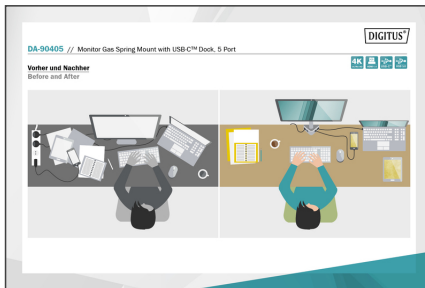 DIGITUS®
DA-90405 // Monitor Gas Spring Mount with USB-C™ Dock, 5 Port
4K
Vorher und Nachher
Before and After